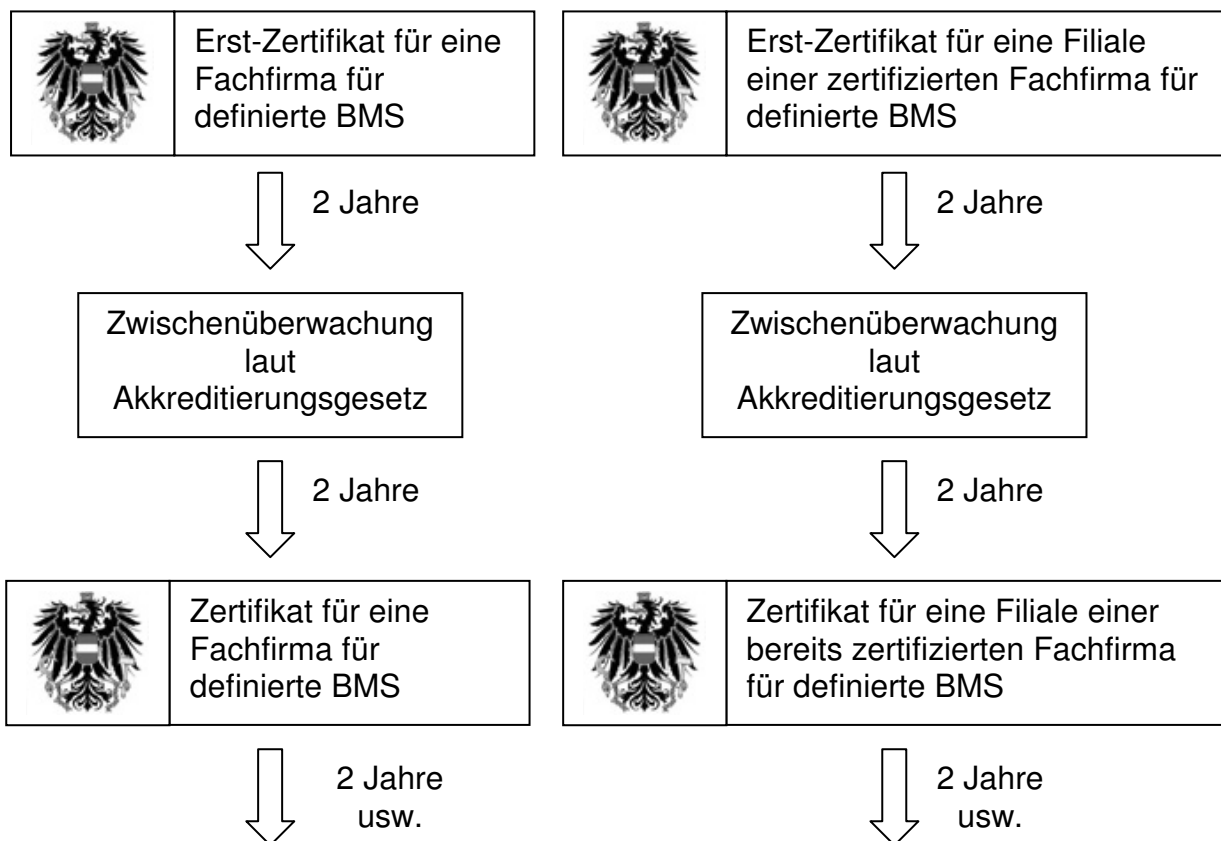 Erst-Zertifikat für eine
Fachfirma für
definierte BMS
2 Jahre
Zwischenüberwachung
laut
Akkreditierungsgesetz
2 Jahre
Zertifikat für eine
Fachfirma für
definierte BMS
2 Jahre
usw.
Erst-Zertifikat für eine Filiale
einer zertifizierten Fachfirma für
definierte BMS
2 Jahre
Zwischenüberwachung
laut
Akkreditierungsgesetz
2 Jahre
Zertifikat für eine Filiale einer
bereits zertifizierten Fachfirma
für definierte BMS
2 Jahre
usw.